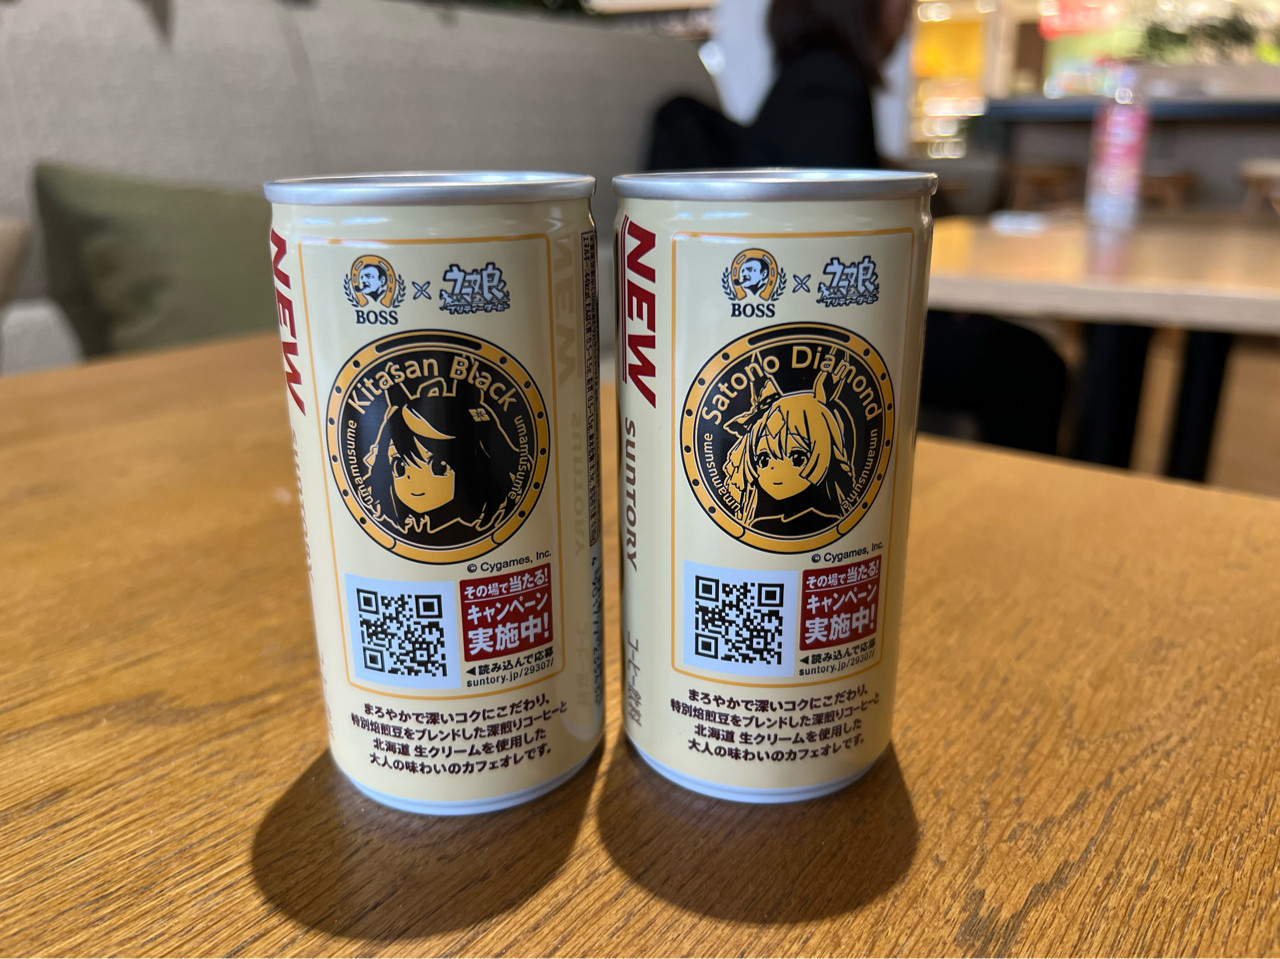 NEW
SUNTORY
BOSS
×
ウマ娘
プリティーダービー
Kitasan Black
umamusume
umamusume
© Cygames, Inc.
その場で当たる!
キャンペーン
実施中!
◀読み込んで応募
suntory.jp/29307/
まろやかで深いコクにこだわり、
特別焙煎豆をブレンドした深煎りコーヒーと
北海道 生クリームを使用した
大人の味わいのカフェオレです。
NEW
SUNTORY
コーヒー飲料
BOSS
×
ウマ娘
プリティーダービー
Satono Diamond
umamusume
umamusume
© Cygames, Inc.
その場で当たる!
キャンペーン
実施中!
◀読み込んで応募
suntory.jp/29307/
まろやかで深いコクにこだわり、
特別焙煎豆をブレンドした深煎りコーヒーと
北海道 生クリームを使用した
大人の味わいのカフェオレです。